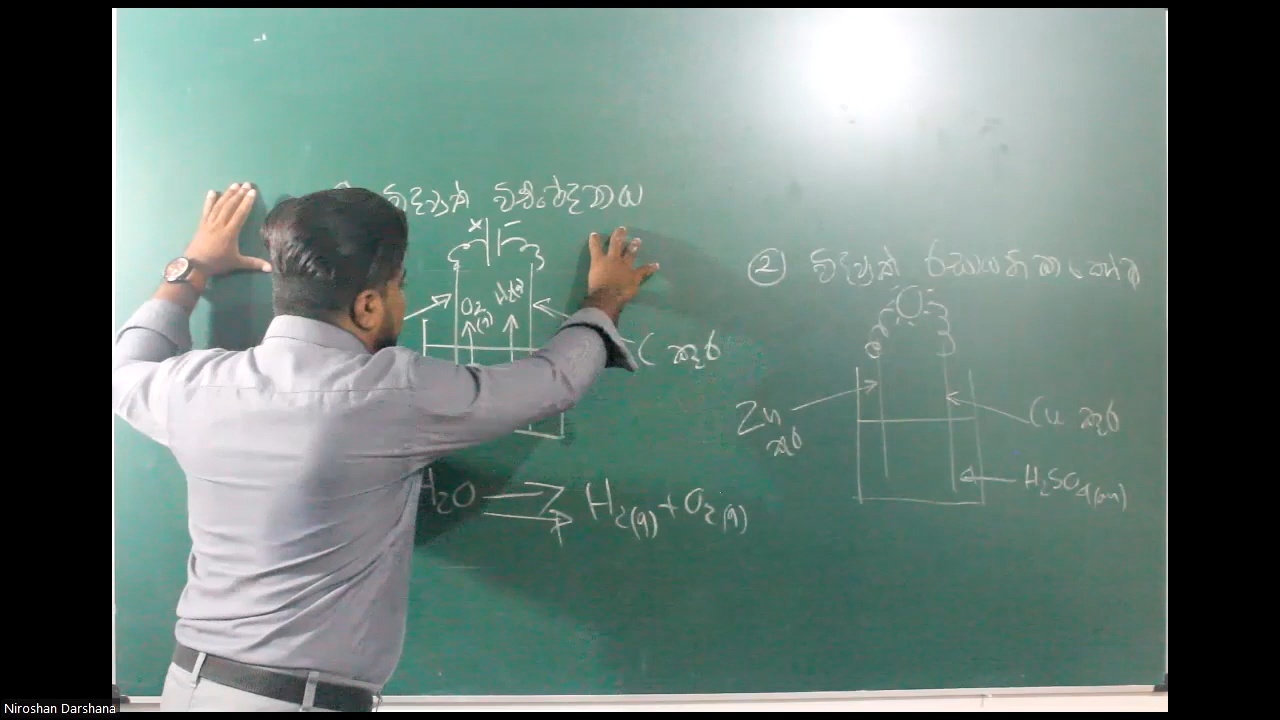 විද්‍යුත් විච්ඡේදනය
+ -
O₂(g) H₂(g)
C කූර
H₂O → H₂(g) + O₂(g)
② විද්‍යුත් රසායනික කෝෂ
Zn කූර
Cu කූර
H₂SO₄(aq)
Niroshan Darshana